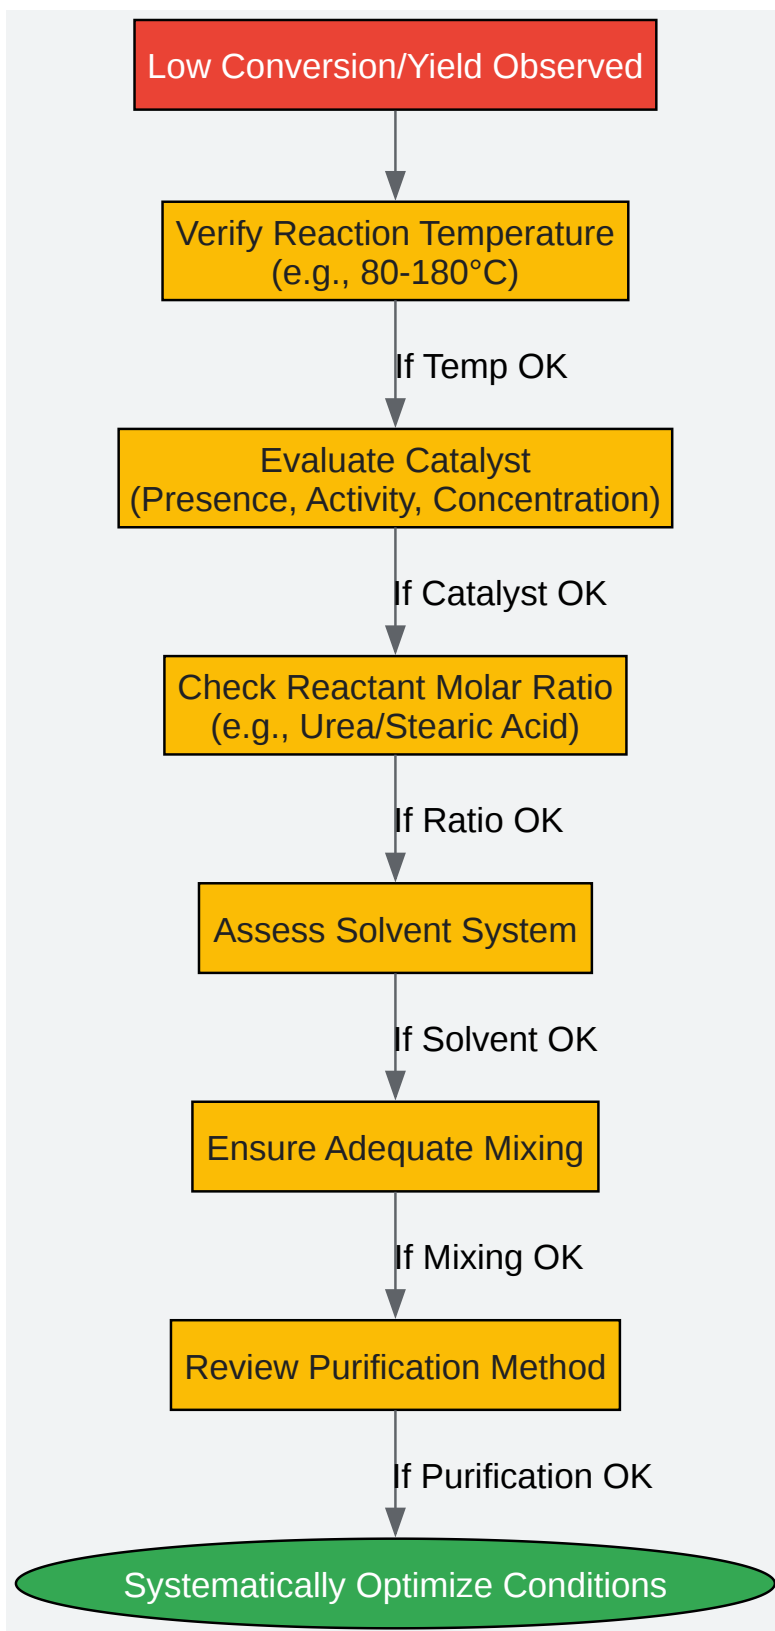 Low Conversion/Yield Observed
Verify Reaction Temperature
(e.g., 80-180°C)
If Temp OK
Evaluate Catalyst
(Presence, Activity, Concentration)
If Catalyst OK
Check Reactant Molar Ratio
(e.g., Urea/Stearic Acid)
If Ratio OK
Assess Solvent System
If Solvent OK
Ensure Adequate Mixing
If Mixing OK
Review Purification Method
If Purification OK
Systematically Optimize Conditions